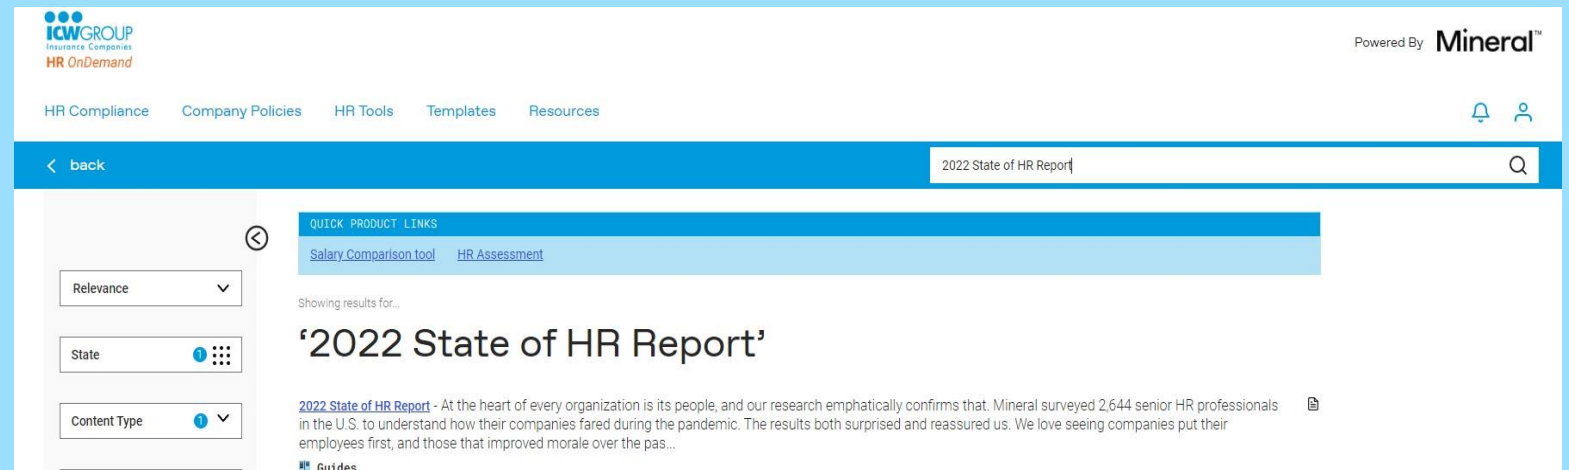 ICWGROUP
Insurance Companies
HR OnDemand
Powered By Mineral™
HR Compliance Company Policies HR Tools Templates Resources
back
2022 State of HR Report
QUICK PRODUCT LINKS
Salary Comparison tool HR Assessment
Relevance
Showing results for...
‘2022 State of HR Report’
State 1
2022 State of HR Report - At the heart of every organization is its people, and our research emphatically confirms that. Mineral surveyed 2,644 senior HR professionals
in the U.S. to understand how their companies fared during the pandemic. The results both surprised and reassured us. We love seeing companies put their
employees first, and those that improved morale over the pas...
Content Type 1
Guides